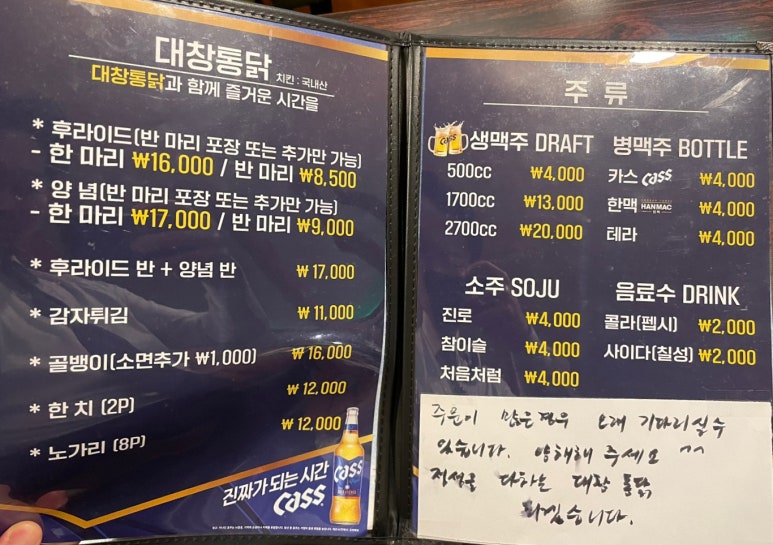 대창통닭
치킨 : 국내산
대창통닭과 함께 즐거운 시간을
* 후라이드(반 마리 포장 또는 추가만 가능)
- 한 마리 ₩16,000 / 반 마리 ₩8,500
* 양 념(반 마리 포장 또는 추가만 가능)
- 한 마리 ₩17,000 / 반 마리 ₩9,000
* 후라이드 반 + 양념 반 ₩17,000
* 감자튀김 ₩11,000
* 골뱅이(소면추가 ₩1,000) ₩16,000
* 한 치 (2P) ₩12,000
* 노가리 (8P) ₩12,000
진짜가 되는 시간
cass
cass
주 류
cass
생맥주 DRAFT
500cc ₩4,000
1700cc ₩13,000
2700cc ₩20,000
병맥주 BOTTLE
카스 cass ₩4,000
한맥 HANMAC ₩4,000
테라 ₩4,000
소주 SOJU
진로 ₩4,000
참이슬 ₩4,000
처음처럼 ₩4,000
음료수 DRINK
콜라(펩시) ₩2,000
사이다(칠성) ₩2,000
주문이 많은경우 오래 기다리실수
있습니다. 양해해 주세요 ^^
정성을 다하는 대창 통닭
되겠습니다.